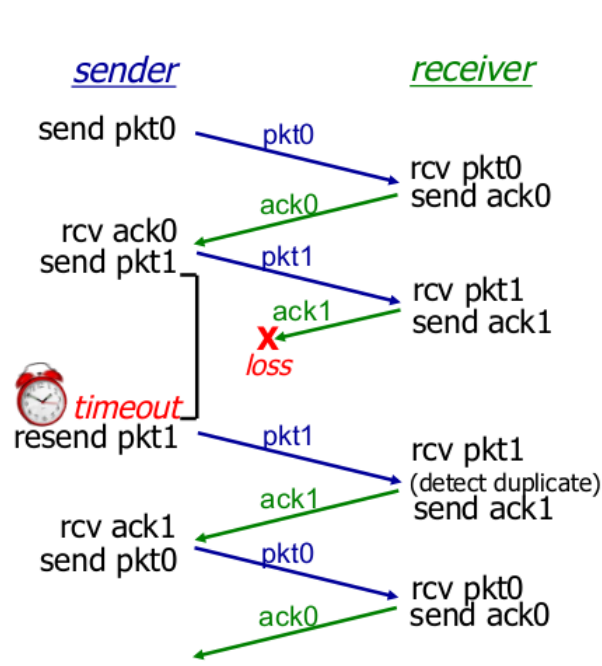 sender
receiver
send pkt0
pkt0
rcv pkt0
send ack0
ack0
rcv ack0
send pkt1
pkt1
rcv pkt1
send ack1
ack1
X
loss
timeout
resend pkt1
pkt1
rcv pkt1
(detect duplicate)
send ack1
ack1
rcv ack1
send pkt0
pkt0
rcv pkt0
send ack0
ack0